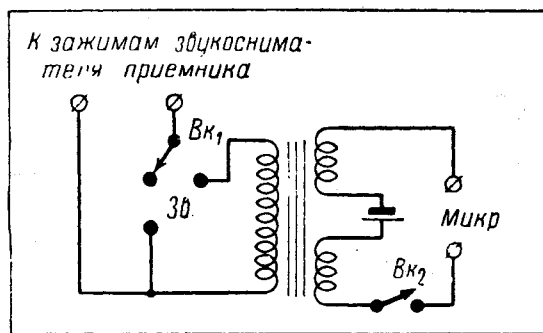 К зажимам звукоснима-
теля приемника
Вк1
Зв.
Микр
Вк2